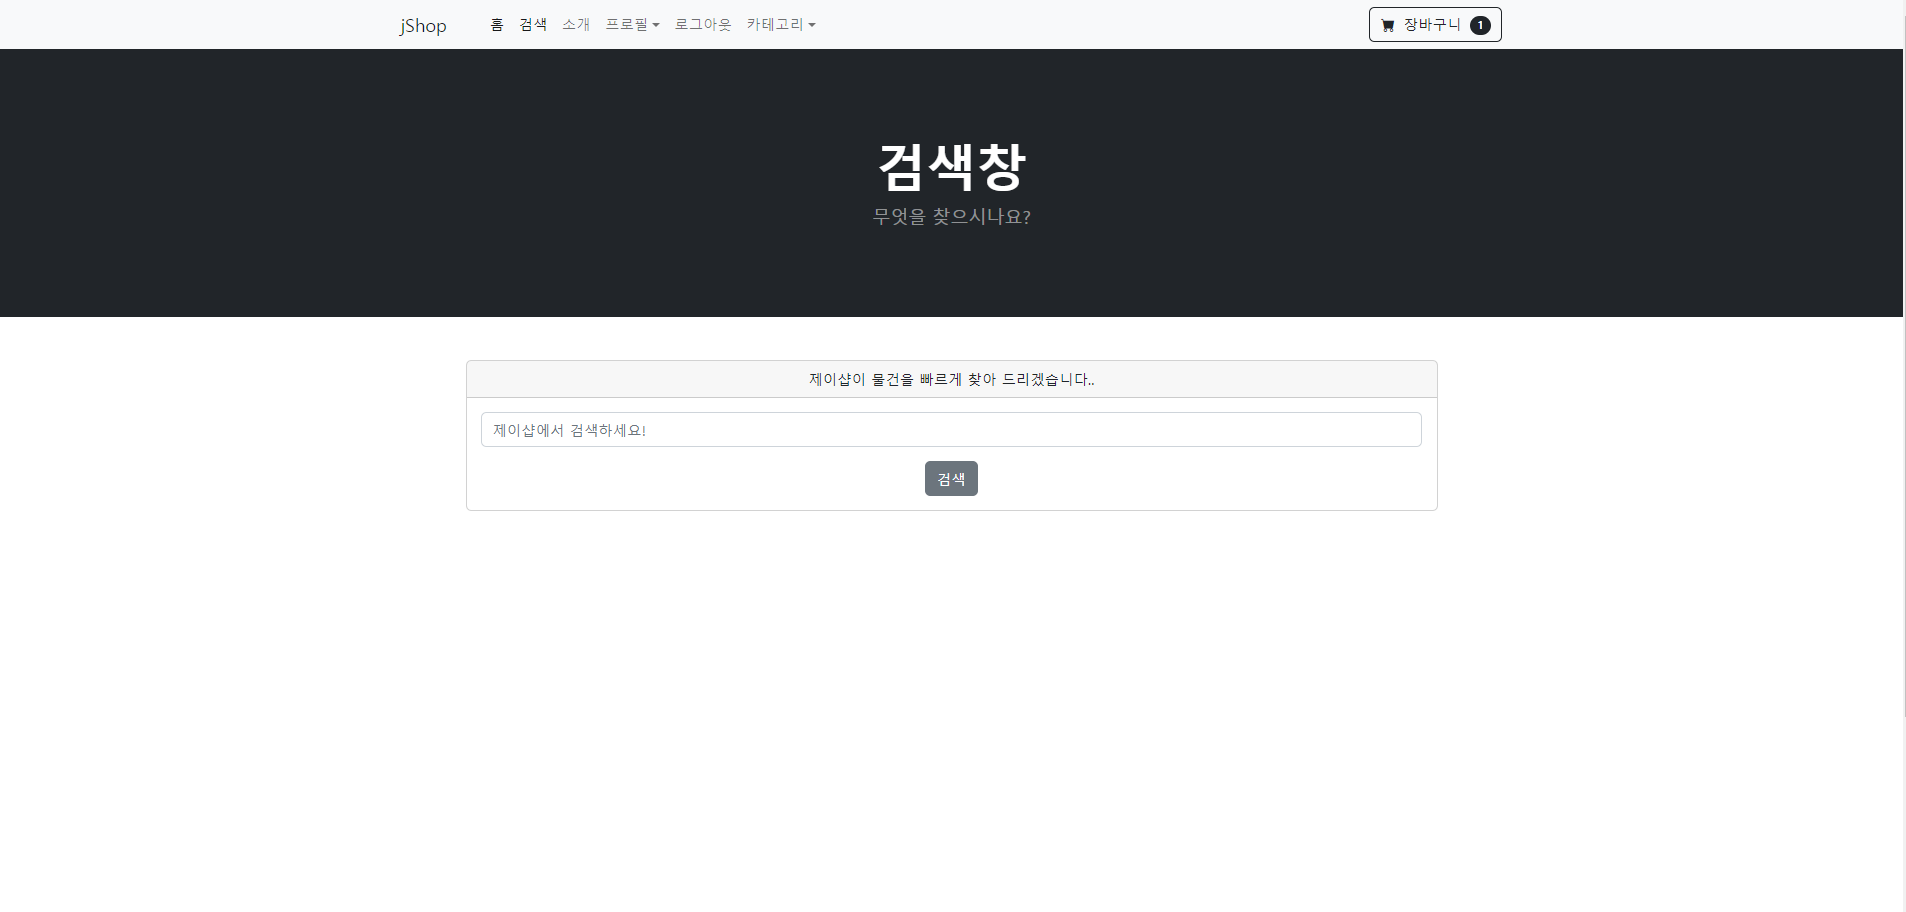 jShop 홈 검색 소개 프로필 로그아웃 카테고리 장바구니 1
검색창
무엇을 찾으시나요?
제이샵이 물건을 빠르게 찾아 드리겠습니다..
제이샵에서 검색하세요!
검색